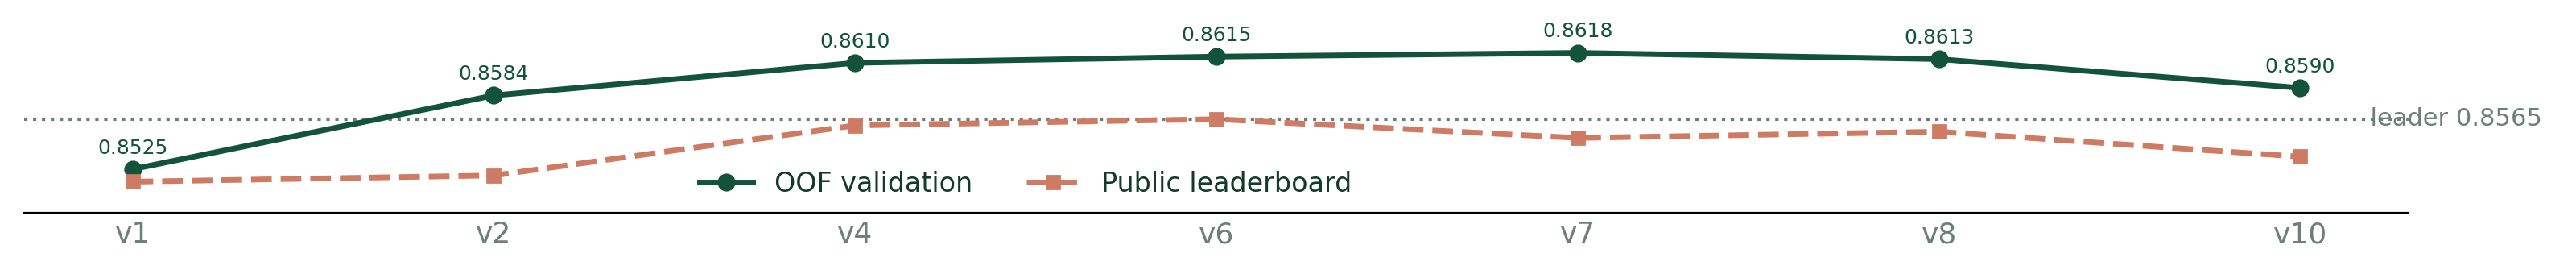 0.8525
0.8584
0.8610
0.8615
0.8618
0.8613
0.8590
leader 0.8565
OOF validation
Public leaderboard
v1
v2
v4
v6
v7
v8
v10